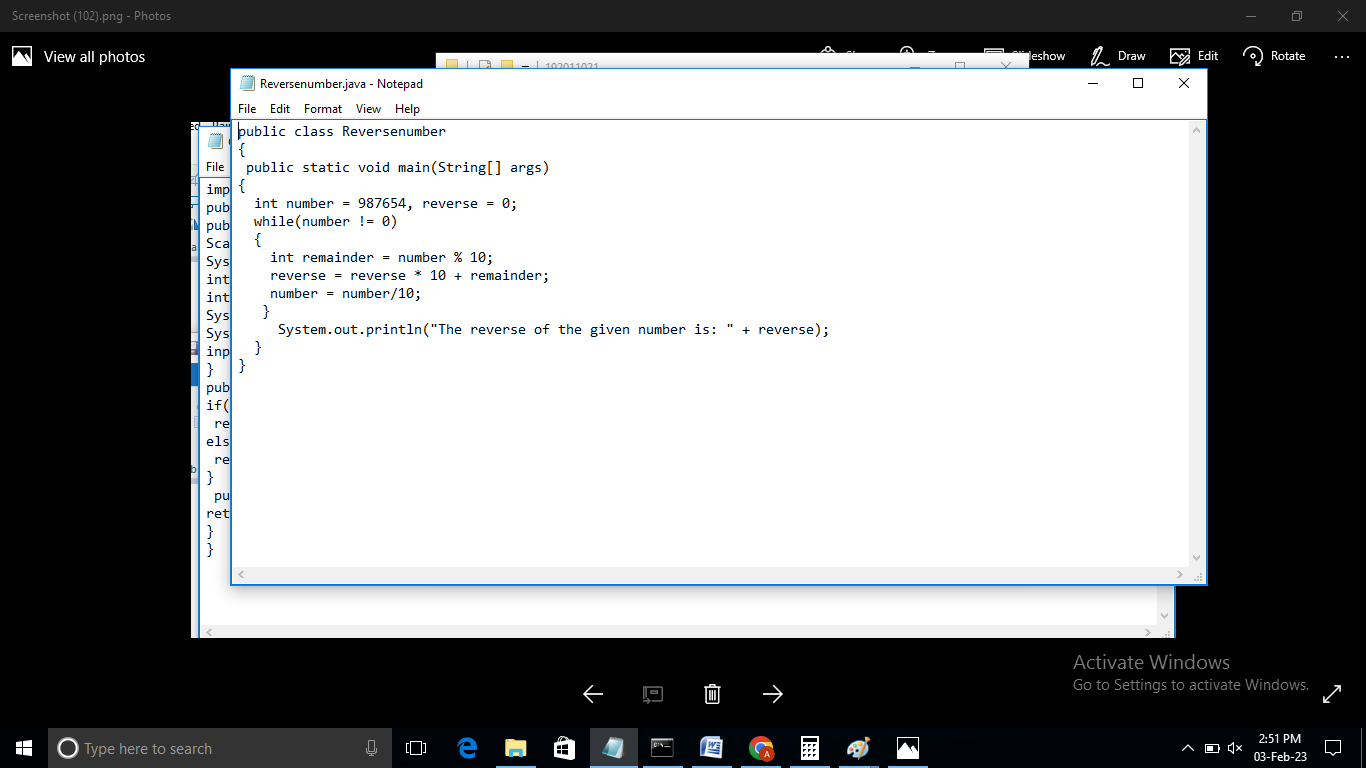 Screenshot (102).png - Photos
View all photos
Draw
Edit
Rotate
192011021
Reversenumber.java - Notepad
File Edit Format View Help
public class Reversenumber
{
public static void main(String[] args)
{
int number = 987654, reverse = 0;
while(number != 0)
{
int remainder = number % 10;
reverse = reverse * 10 + remainder;
number = number/10;
}
System.out.println("The reverse of the given number is: " + reverse);
}
}
File
imp
pub
pub
Sca
Sys
int
int
Sys
Sys
inp
}
pub
if(
re
els
re
}
pu
ret
}
}
Activate Windows
Go to Settings to activate Windows.
Type here to search
2:51 PM
03-Feb-23